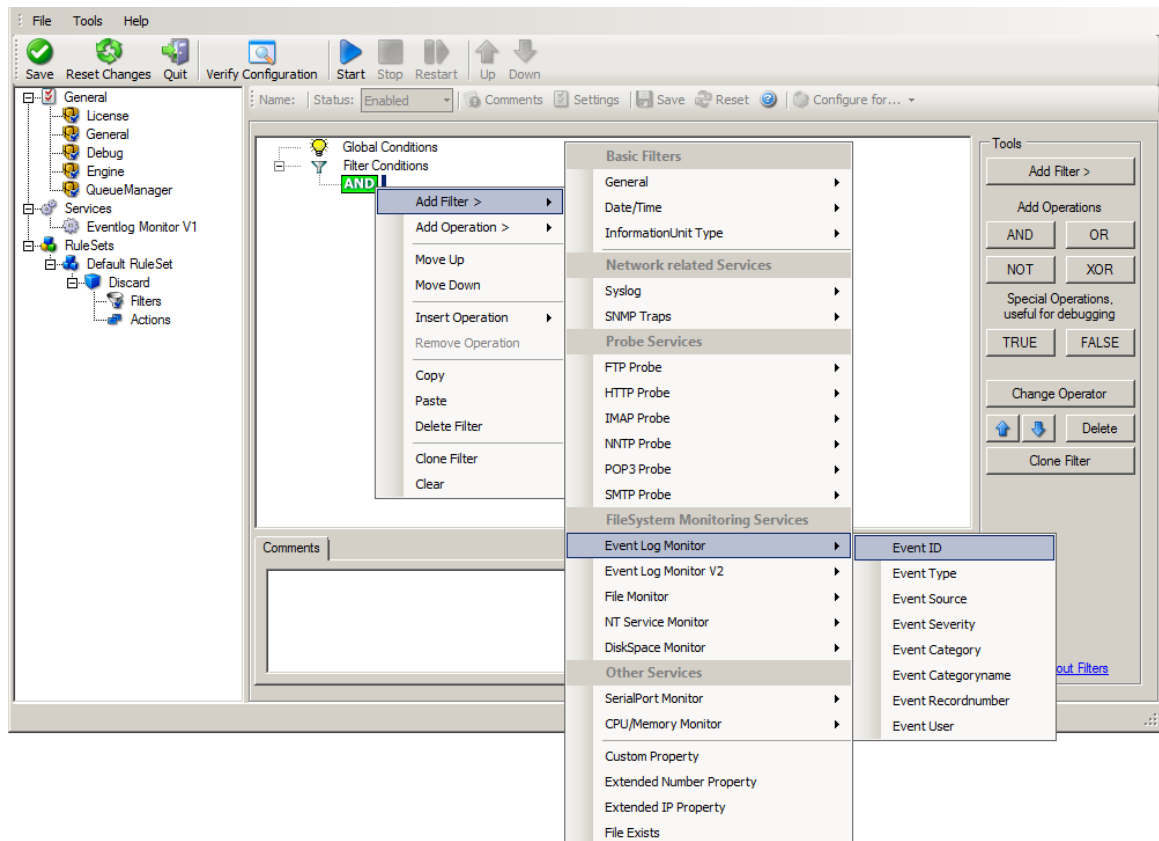 File Tools Help
Save Reset Changes Quit Verify Configuration Start Stop Restart Up Down
General
License
General
Debug
Engine
QueueManager
Services
Eventlog Monitor V1
RuleSets
Default RuleSet
Discard
Filters
Actions
Name: Status: Enabled Comments Settings Save Reset Configure for...
Global Conditions
Filter Conditions
AND
Add Filter >
Add Operation >
Move Up
Move Down
Insert Operation
Remove Operation
Copy
Paste
Delete Filter
Clone Filter
Clear
Basic Filters
General
Date/Time
InformationUnit Type
Network related Services
Syslog
SNMP Traps
Probe Services
FTP Probe
HTTP Probe
IMAP Probe
NNTP Probe
POP3 Probe
SMTP Probe
FileSystem Monitoring Services
Event Log Monitor
Event Log Monitor V2
File Monitor
NT Service Monitor
DiskSpace Monitor
Other Services
SerialPort Monitor
CPU/Memory Monitor
Custom Property
Extended Number Property
Extended IP Property
File Exists
Event ID
Event Type
Event Source
Event Severity
Event Category
Event Categoryname
Event Recordnumber
Event User
Tools
Add Filter >
Add Operations
AND OR
NOT XOR
Special Operations,
useful for debugging
TRUE FALSE
Change Operator
Delete
Clone Filter
out Filters
Comments